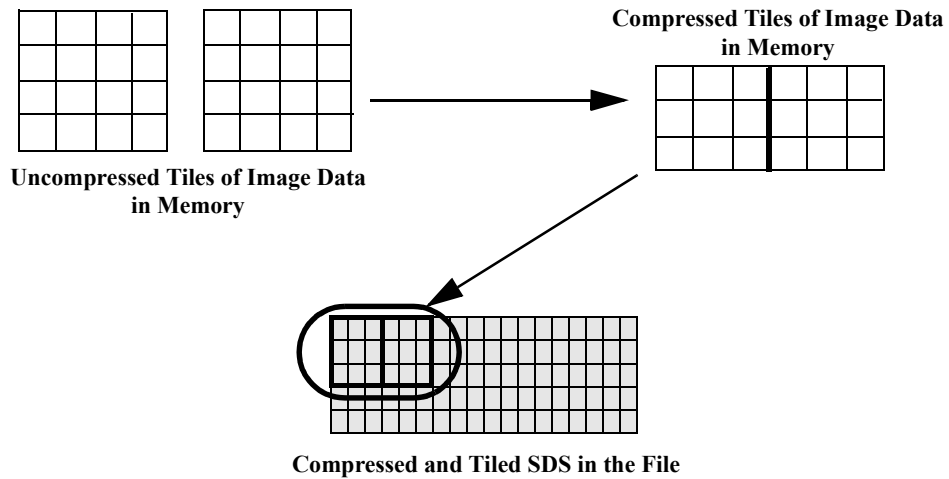 Compressed Tiles of Image Data
in Memory
Uncompressed Tiles of Image Data
in Memory
Compressed and Tiled SDS in the File